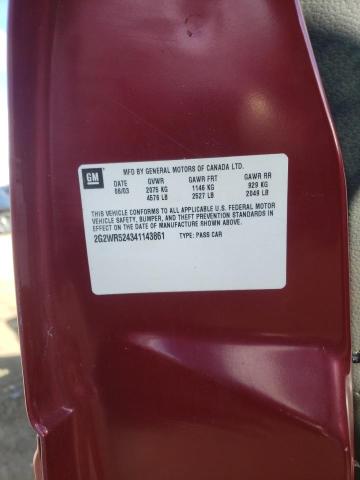 GM
MFD BY GENERAL MOTORS OF CANADA LTD.
DATE GVWR GAWR FRT GAWR RR
08/03 2075 KG 1146 KG 929 KG
4576 LB 2527 LB 2049 LB
THIS VEHICLE CONFORMS TO ALL APPLICABLE U.S. FEDERAL MOTOR
VEHICLE SAFETY, BUMPER, AND THEFT PREVENTION STANDARDS IN
EFFECT ON THE DATE OF MANUFACTURE SHOWN ABOVE.
2G2WR524341143861 TYPE: PASS CAR